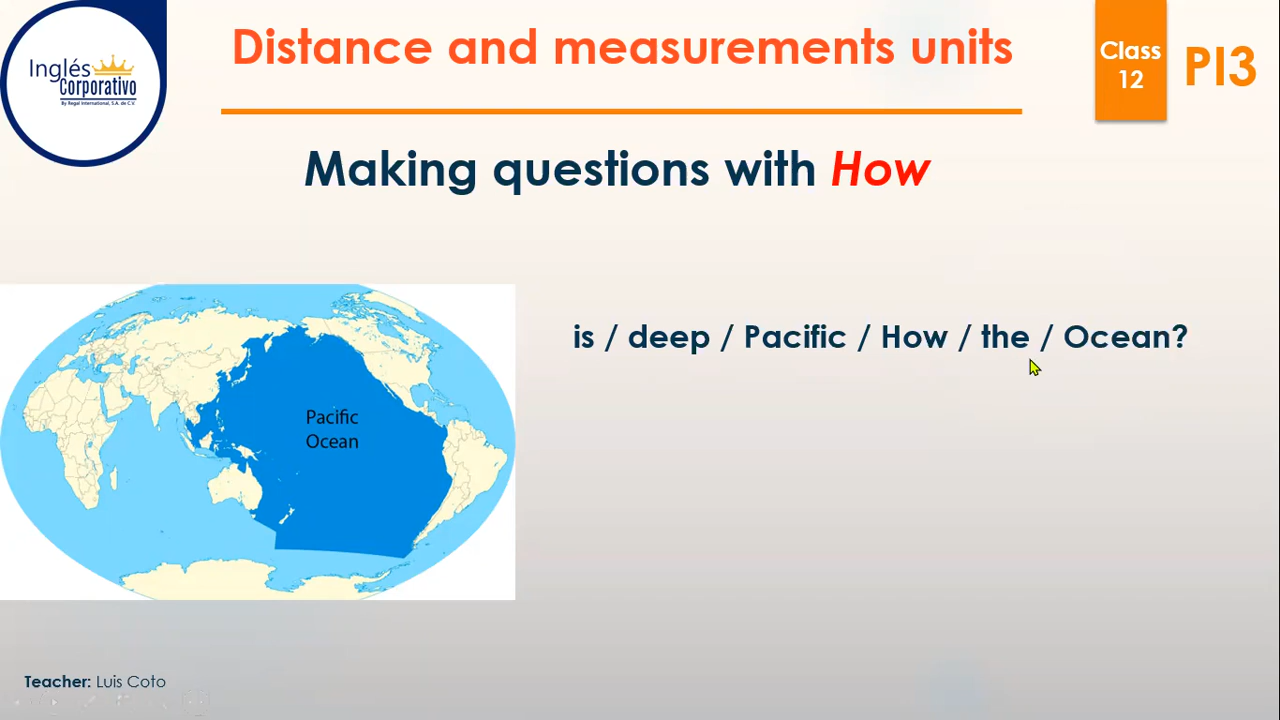 Inglés
Corporativo
By Regal International, S.A. de C.V.
Distance and measurements units
Class
12
PI3
Making questions with How
is / deep / Pacific / How / the / Ocean?
Pacific
Ocean
Teacher: Luis Coto